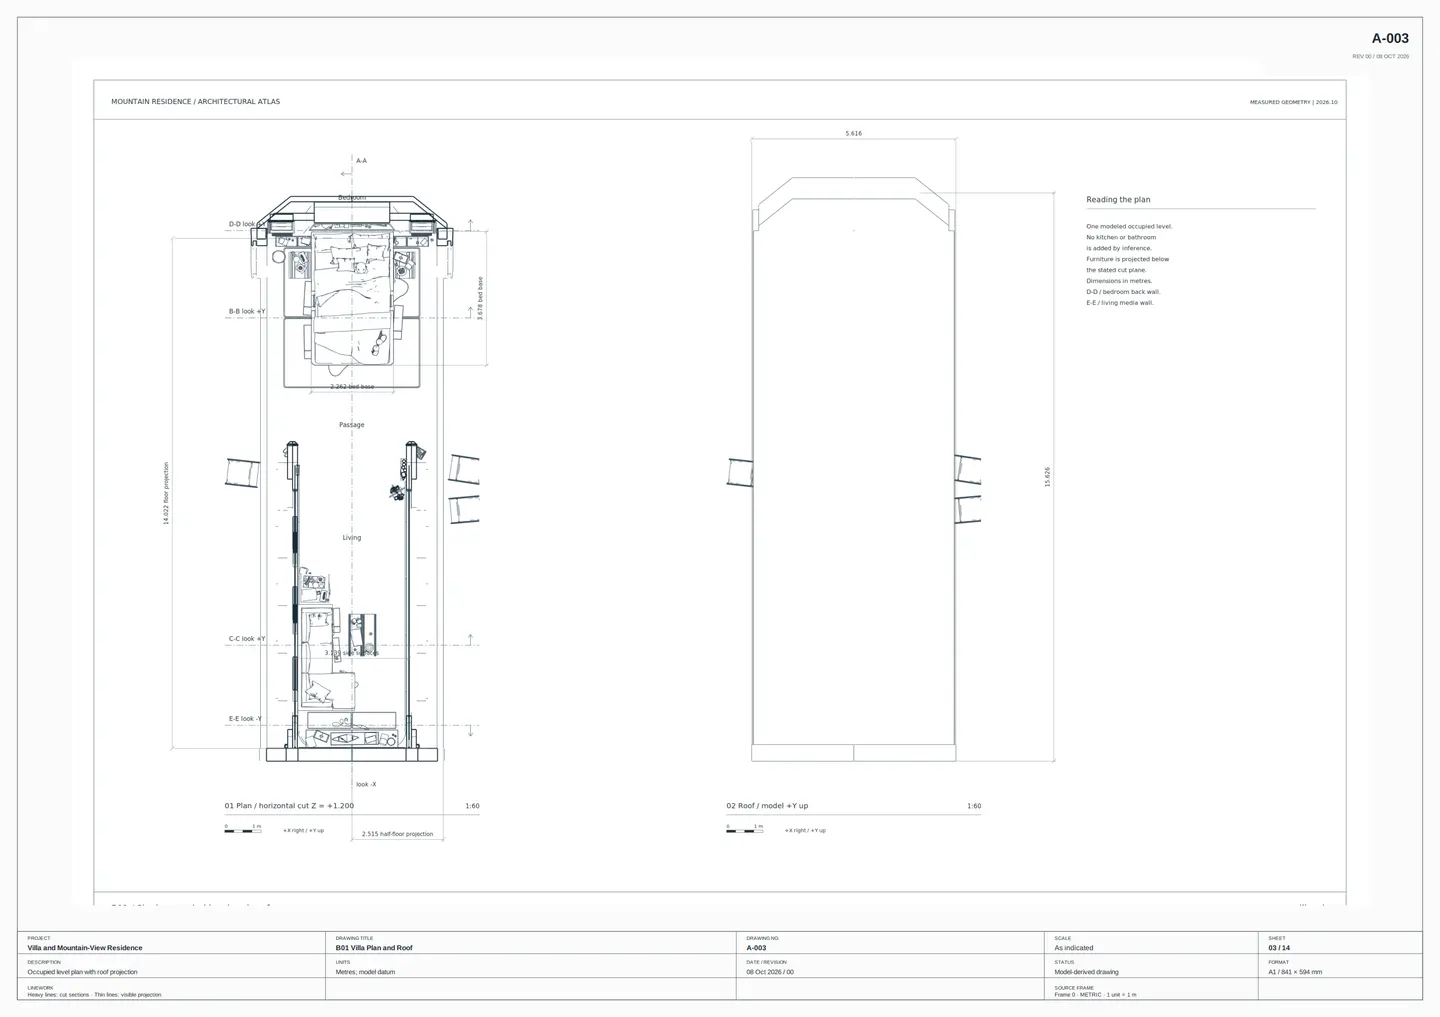 A-003
REV 00 / 08 OCT 2026
MOUNTAIN RESIDENCE / ARCHITECTURAL ATLAS
MEASURED GEOMETRY | 2026.10
A-A
Bedroom
D-D look +Y
B-B look +Y
3.678 bed base
2.262 bed base
Passage
14.022 floor projection
Living
C-C look +Y
E-E look -Y
look -X
01 Plan / horizontal cut Z = +1.200
1:60
0 1 m
+X right / +Y up
2.515 half-floor projection
5.616
15.626
02 Roof / model +Y up
1:60
0 1 m
+X right / +Y up
Reading the plan
One modeled occupied level.
No kitchen or bathroom
is added by inference.
Furniture is projected below
the stated cut plane.
Dimensions in metres.
D-D / bedroom back wall.
E-E / living media wall.
PROJECT
Villa and Mountain-View Residence
DRAWING TITLE
B01 Villa Plan and Roof
DRAWING NO.
A-003
SCALE
As indicated
SHEET
03 / 14
DESCRIPTION
Occupied level plan with roof projection
UNITS
Metres; model datum
DATE / REVISION
08 Oct 2026 / 00
STATUS
Model-derived drawing
FORMAT
A1 / 841 × 594 mm
LINEWORK
Heavy lines: cut sections · Thin lines: visible projection
SOURCE FRAME
Frame 0 · METRIC · 1 unit = 1 m